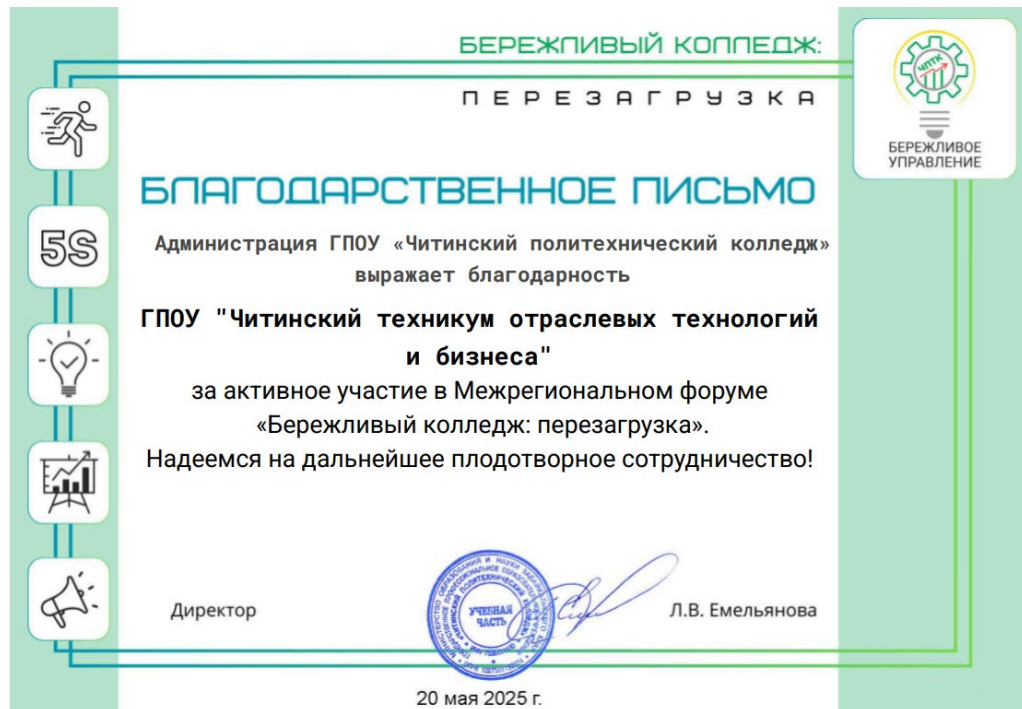 БЕРЕЖЛИВЫЙ КОЛЛЕДЖ:
ПЕРЕЗАГРУЗКА
ЧПТК
БЕРЕЖЛИВОЕ
УПРАВЛЕНИЕ
5S
БЛАГОДАРСТВЕННОЕ ПИСЬМО
Администрация ГПОУ «Читинский политехнический колледж»
выражает благодарность
ГПОУ "Читинский техникум отраслевых технологий
и бизнеса"
за активное участие в Межрегиональном форуме
«Бережливый колледж: перезагрузка».
Надеемся на дальнейшее плодотворное сотрудничество!
Директор
УЧЕБНАЯ
ЧАСТЬ
Л.В. Емельянова
20 мая 2025 г.